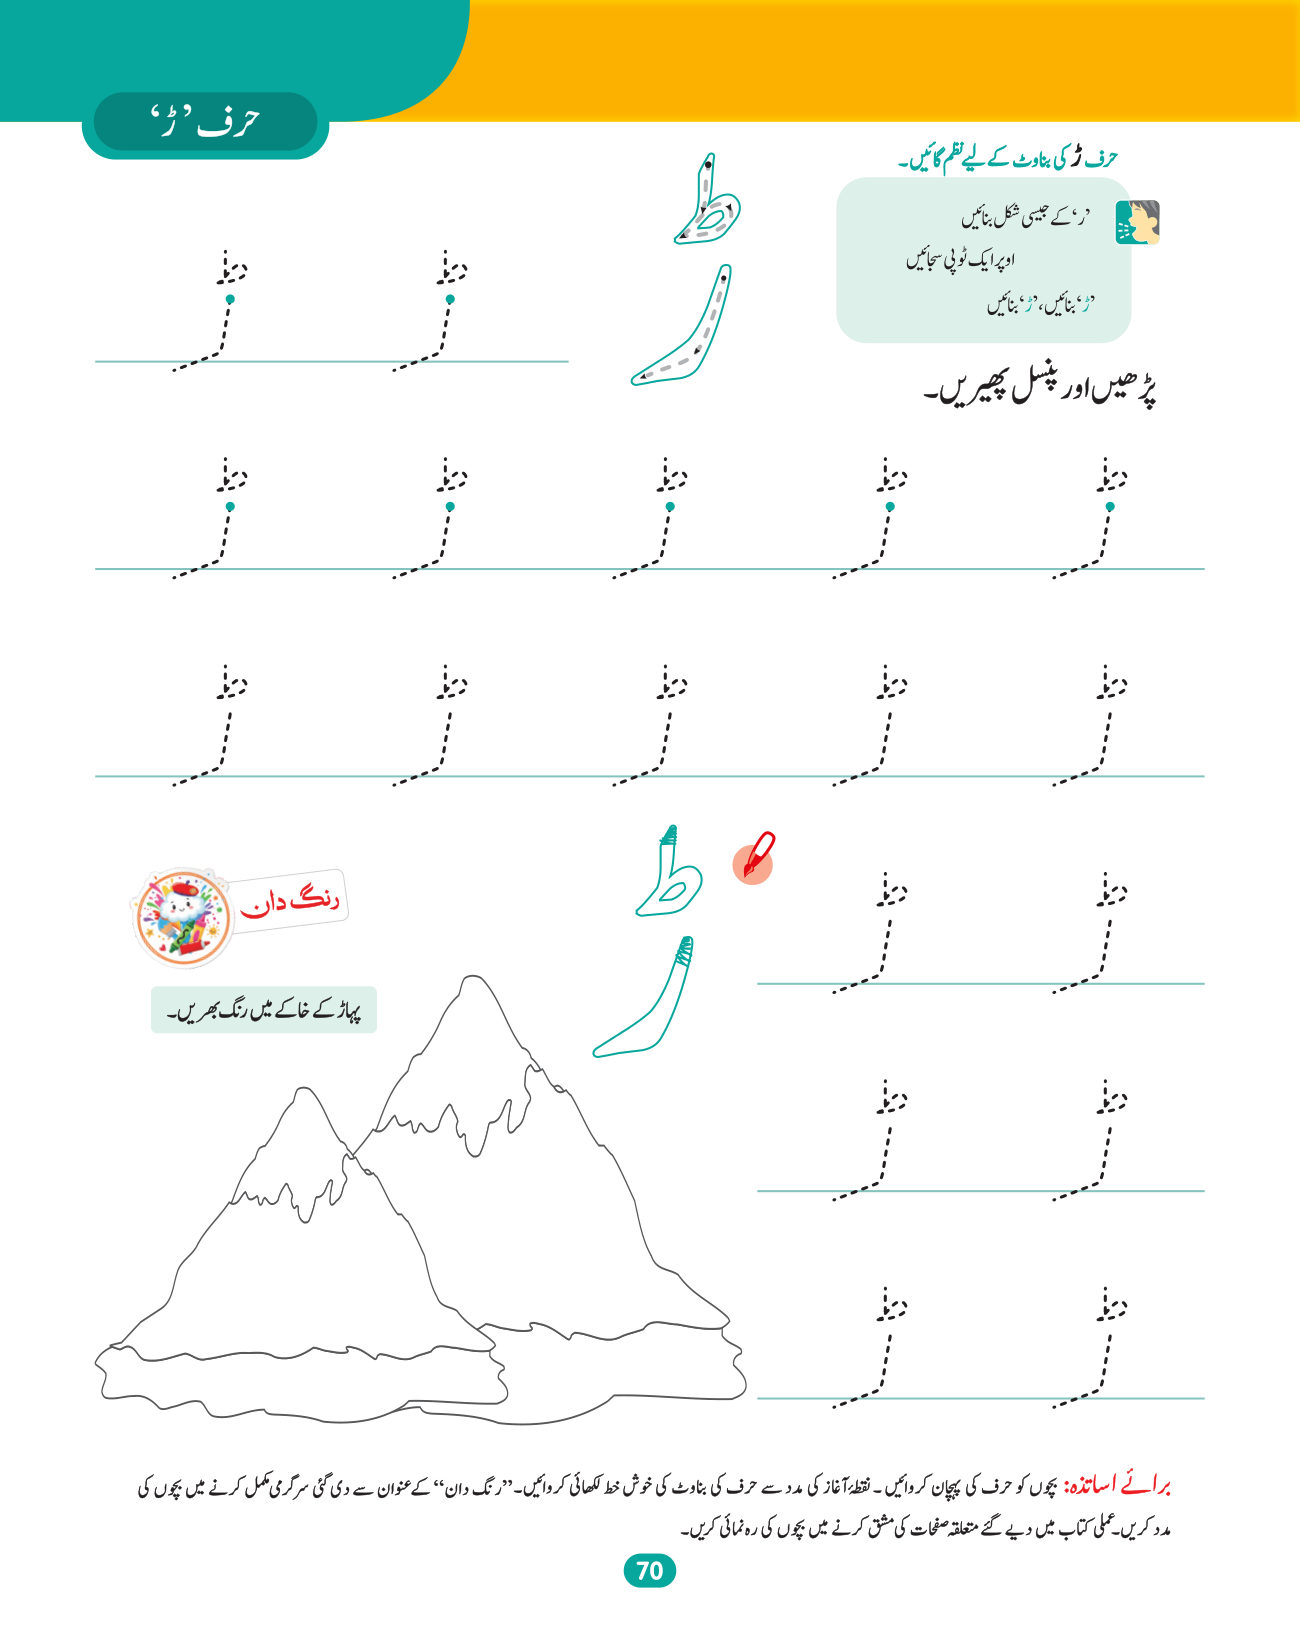 حرف ’ڑ‘
حرف ڑ کی بناوٹ کے لیے نظم گائیں۔
’ر‘ کے جیسی شکل بنائیں
اوپر ایک ٹوپی سجائیں
’ڑ‘ بنائیں، ’ڑ‘ بنائیں
پڑھیں اور پنسل پھیریں۔
ڑ ڑ ڑ
ڑ ڑ ڑ ڑ ڑ
ڑ ڑ ڑ ڑ ڑ
ڑ ڑ ڑ
رنگ دان
پہاڑ کے خاکے میں رنگ بھریں۔
ڑ ڑ
ڑ ڑ
برائے اساتذہ: بچوں کو حرف کی پہچان کروائیں۔ نقطۂ آغاز کی مدد سے حرف کی بناوٹ کی خوش خط لکھائی کروائیں۔ ”رنگ دان“ کے عنوان سے دی گئی سرگرمی مکمل کرنے میں بچوں کی
مدد کریں۔ عملی کتاب میں دیے گئے متعلقہ صفحات کی مشق کرنے میں بچوں کی رہ نمائی کریں۔
70